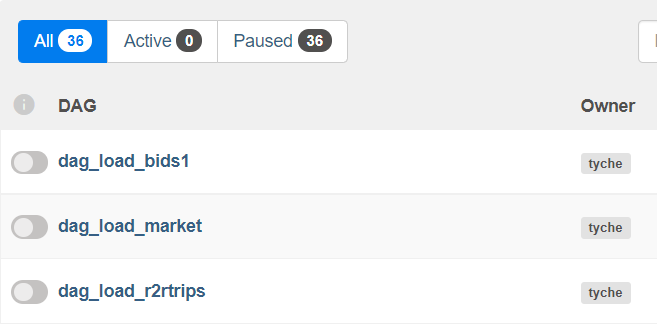 All 36 Active 0 Paused 36
DAG Owner
dag_load_bids1 tyche
dag_load_market tyche
dag_load_r2rtrips tyche